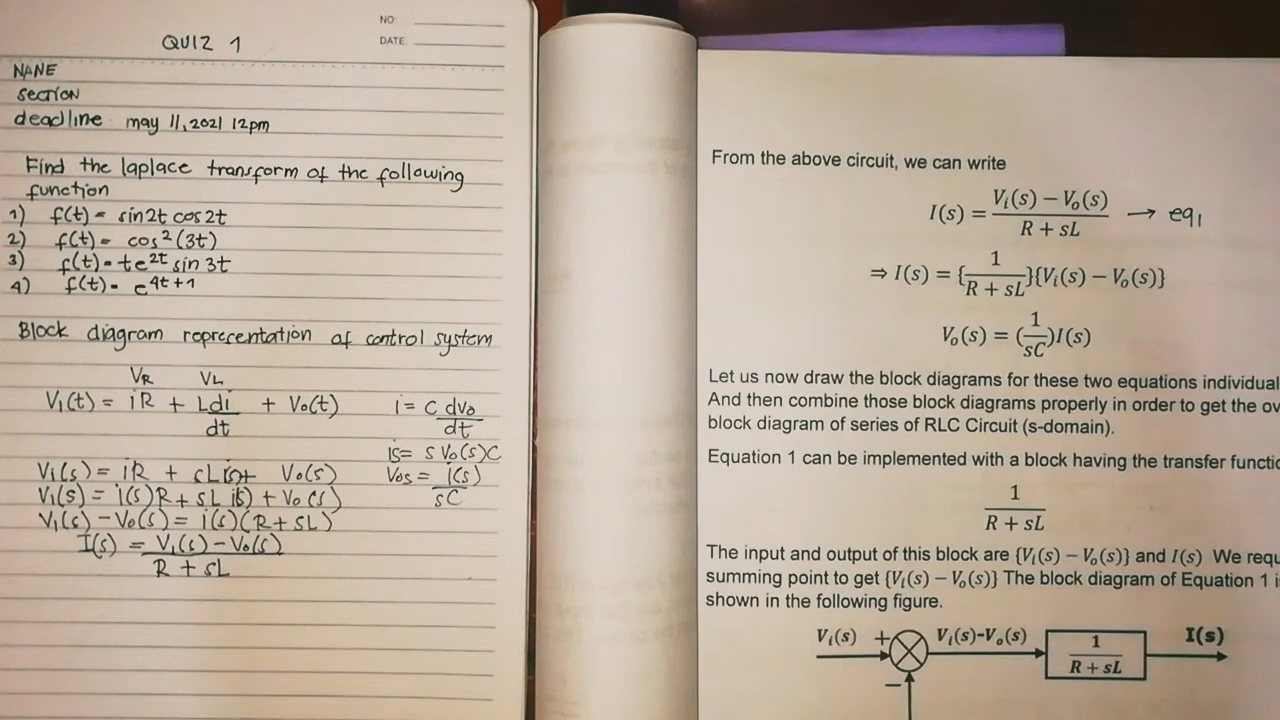 NO:
DATE
QUIZ 1
NANE
SECTION
deadline may 11, 2021 12pm
Find the laplace transform of the following
function
1) f(t) = sin2t cos2t
2) f(t) = cos²(3t)
3) f(t) = te^2t sin 3t
4) f(t) = e^4t+1
Block diagram representation of control system
VR VL
V1(t) = iR + Ldi/dt + Vo(t)
i = C dvo/dt
is = sVo(s)C
V1(s) = iR + sL i(s)+ Vo(s)
Vos = i(s)/sC
V1(s) = i(s)R + sL i(s) + Vo(s)
V1(s) - Vo(s) = i(s)(R + sL)
I(s) = V1(s) - Vo(s) / R + sL
From the above circuit, we can write
I(s) = Vi(s) − Vo(s) / R + sL → eq1
⇒ I(s) = {1 / R + sL}{Vi(s) − Vo(s)}
Vo(s) = (1/sC)I(s)
Let us now draw the block diagrams for these two equations individual
And then combine those block diagrams properly in order to get the ov
block diagram of series of RLC Circuit (s-domain).
Equation 1 can be implemented with a block having the transfer functio
1 / R + sL
The input and output of this block are {Vi(s) − Vo(s)} and I(s) We requ
summing point to get {Vi(s) − Vo(s)} The block diagram of Equation 1 i
shown in the following figure.
Vi(s) + Vi(s)-Vo(s) 1 / R + sL I(s)
−